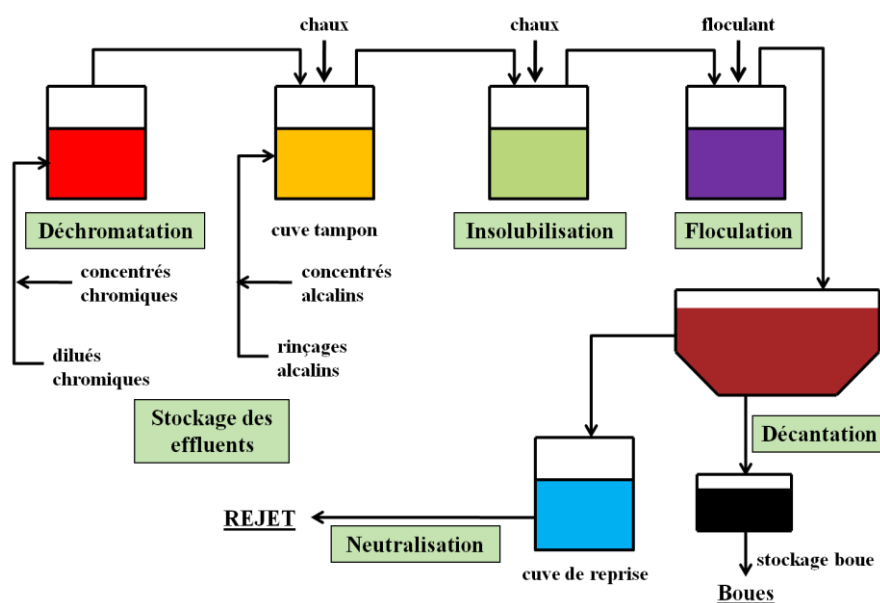 chaux
chaux
floculant
Déchromatation
cuve tampon
Insolubilisation
Floculation
concentrés
chromiques
concentrés
alcalins
dilués
chromiques
rinçages
alcalins
Stockage des
effluents
Décantation
REJET
Neutralisation
cuve de reprise
stockage boue
Boues